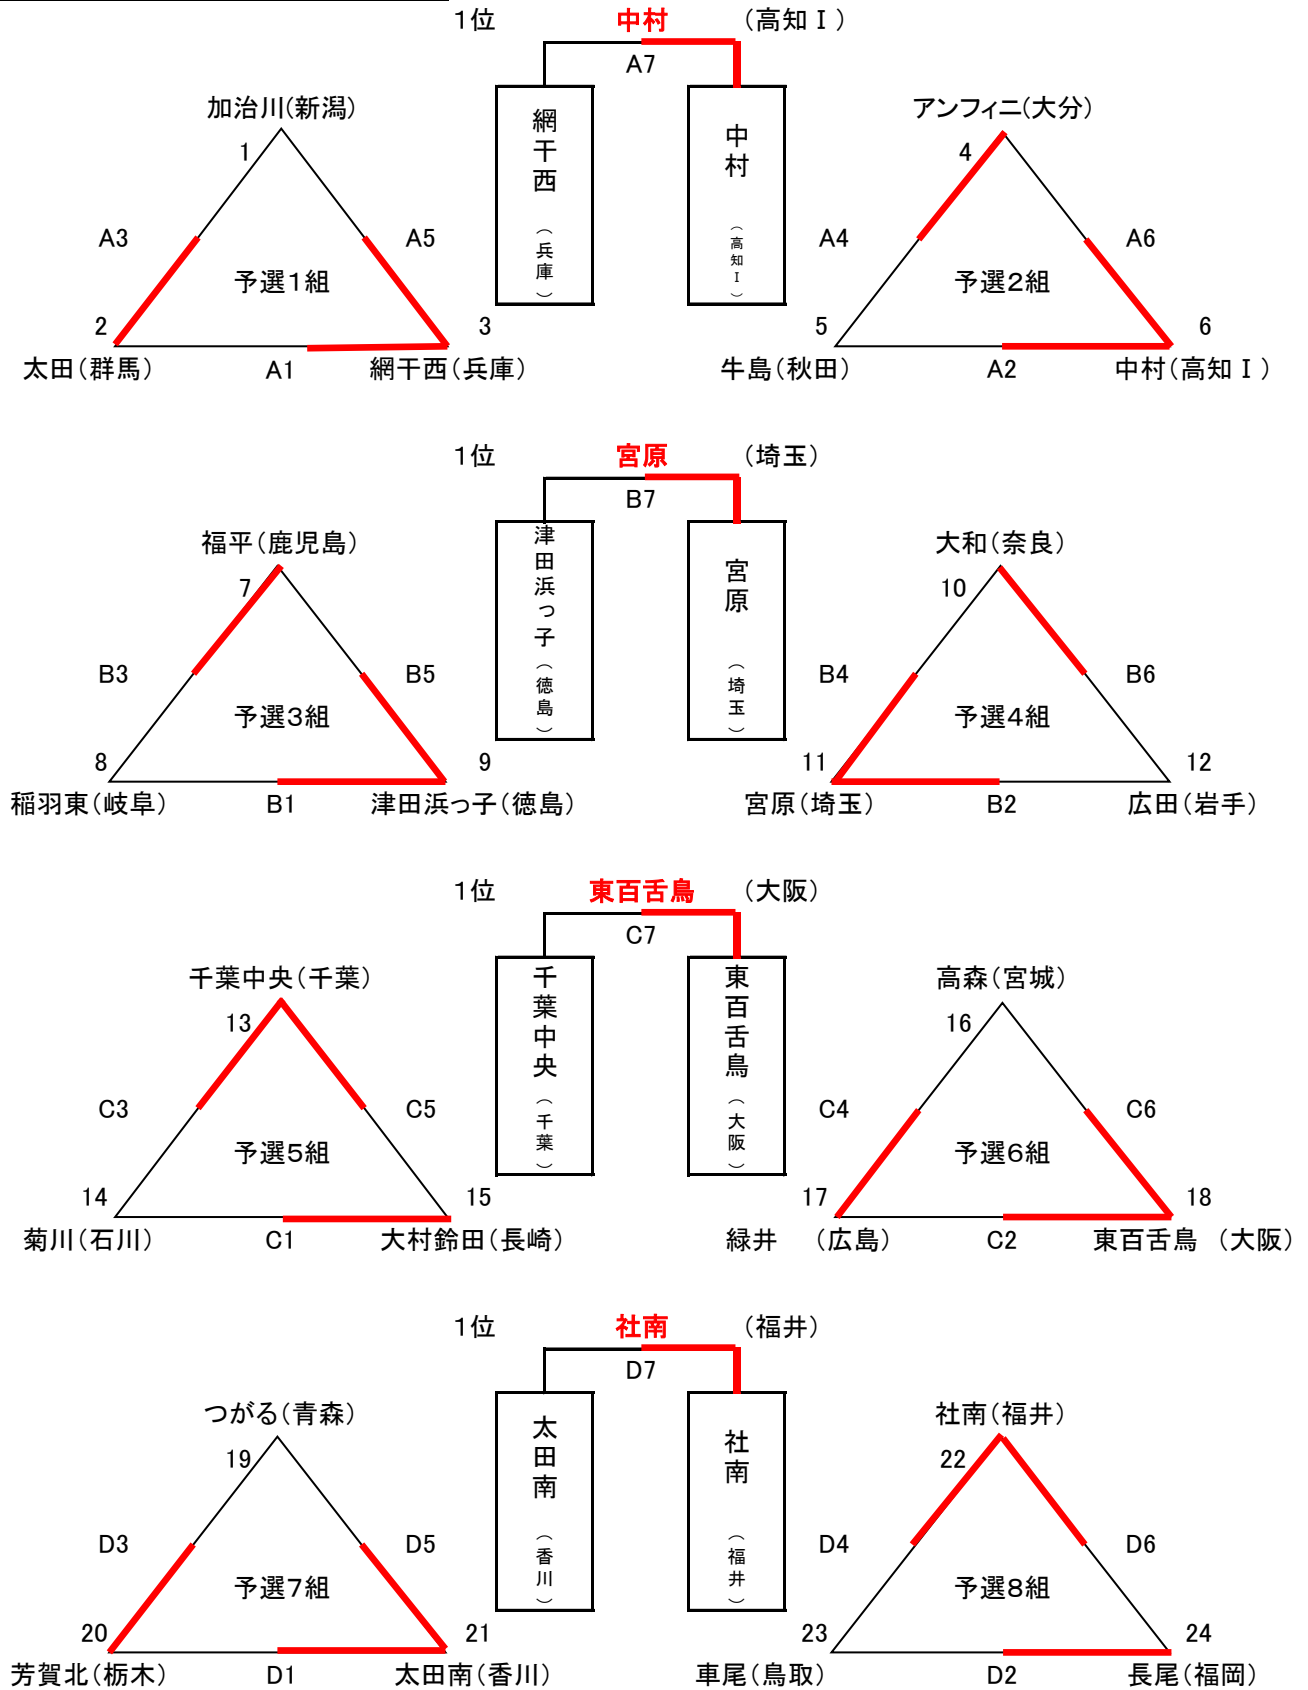 1位 中村 (高知Ⅰ)
A7
網干西(兵庫)
中村(高知Ⅰ)
加治川(新潟)
1
A3 A5
予選1組
2 3
太田(群馬) A1 網干西(兵庫)
アンフィニ(大分)
4
A4 A6
予選2組
5 6
牛島(秋田) A2 中村(高知Ⅰ)
1位 宮原 (埼玉)
B7
津田浜っ子(徳島)
宮原(埼玉)
福平(鹿児島)
7
B3 B5
予選3組
8 9
稲羽東(岐阜) B1 津田浜っ子(徳島)
大和(奈良)
10
B4 B6
予選4組
11 12
宮原(埼玉) B2 広田(岩手)
1位 東百舌鳥 (大阪)
C7
千葉中央(千葉)
東百舌鳥(大阪)
千葉中央(千葉)
13
C3 C5
予選5組
14 15
菊川(石川) C1 大村鈴田(長崎)
高森(宮城)
16
C4 C6
予選6組
17 18
緑井 (広島) C2 東百舌鳥 (大阪)
1位 社南 (福井)
D7
太田南(香川)
社南(福井)
つがる(青森)
19
D3 D5
予選7組
20 21
芳賀北(栃木) D1 太田南(香川)
社南(福井)
22
D4 D6
予選8組
23 24
車尾(鳥取) D2 長尾(福岡)